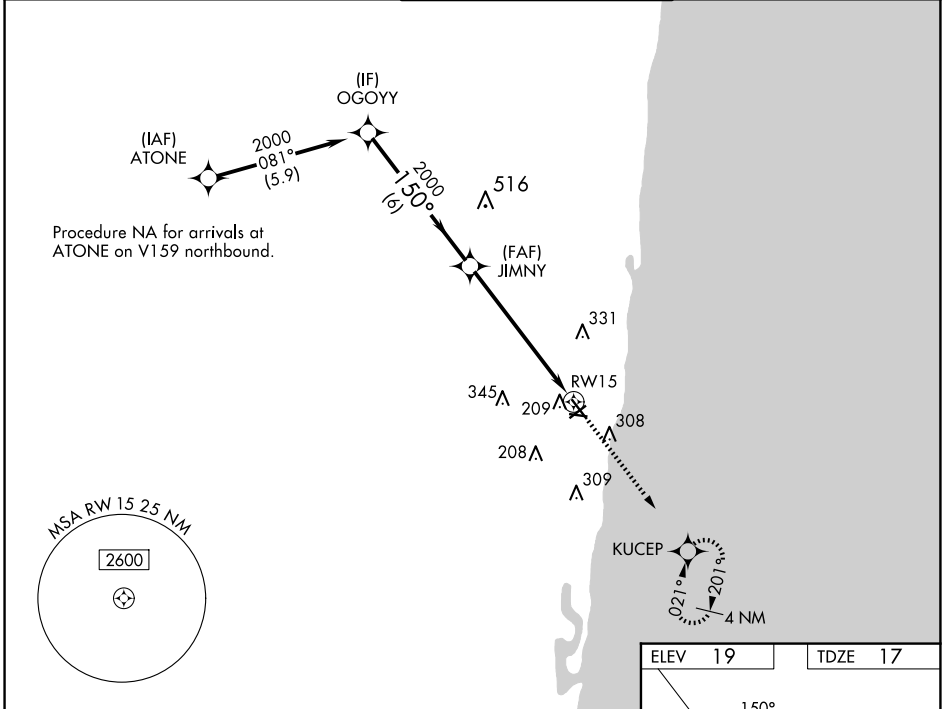 (IF)
OGOYY
(IAF)
ATONE
2000
081°
(5.9)
2000
150°
(6)
516
Procedure NA for arrivals at
ATONE on V159 northbound.
(FAF)
JIMNY
331
RW15
345
209
308
208
309
MSA RW 15 25 NM
2600
KUCEP
021°
201°
4 NM
ELEV 19
TDZE 17
150°